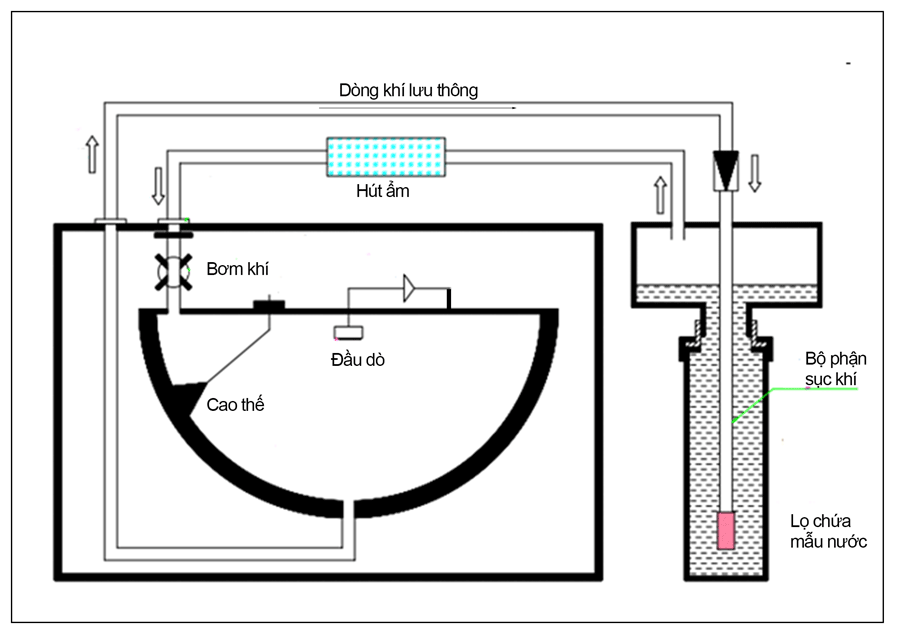 Dòng khí lưu thông
Hút ẩm
Bơm khí
Đầu dò
Cao thế
Bộ phận
sục khí
Lọ chứa
mẫu nước